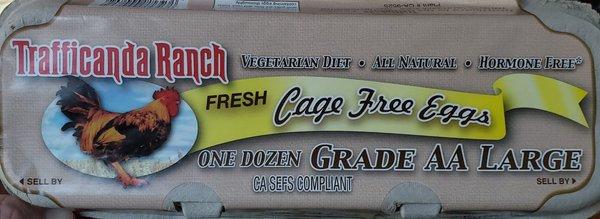 Trafficanda Ranch
Vegetarian Diet • All Natural • Hormone Free*
FRESH Cage Free Eggs
ONE DOZEN GRADE AA LARGE
CA SEFS COMPLIANT
◄ SELL BY
SELL BY ►